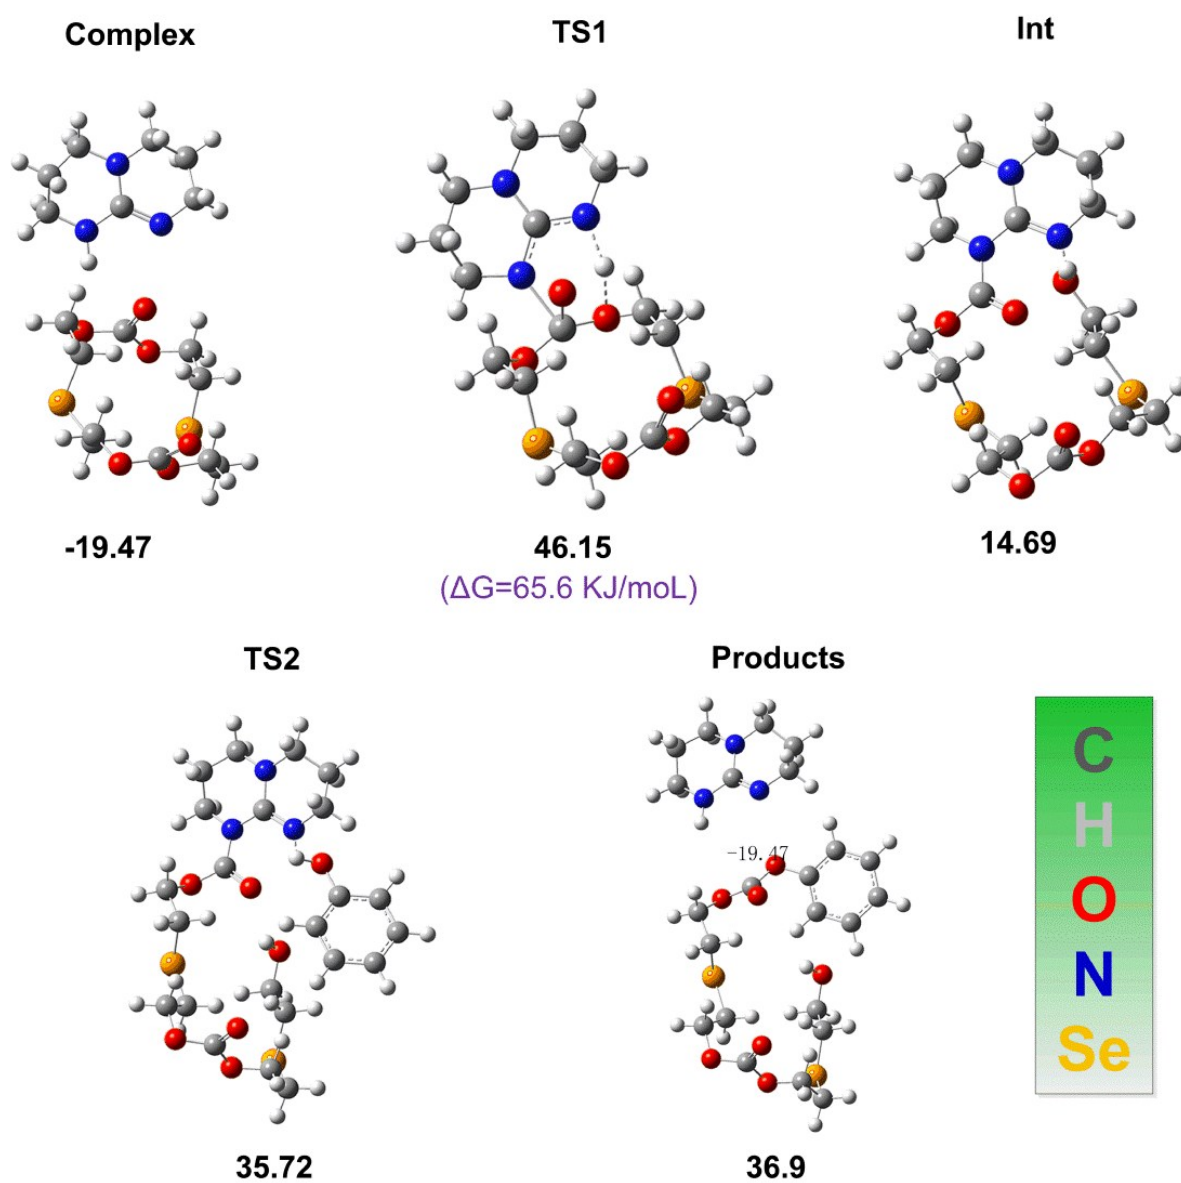 Complex
TS1
Int
-19.47
46.15
14.69
(ΔG=65.6 KJ/moL)
TS2
Products
-19.47
35.72
36.9
C
H
O
N
Se